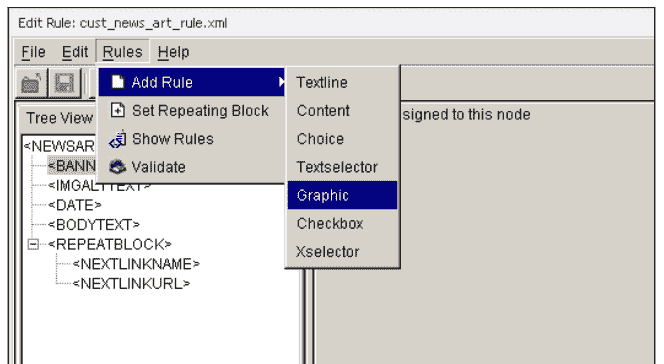 Edit Rule: cust_news_art_rule.xml
File Edit Rules Help
Add Rule
Set Repeating Block
Show Rules
Validate
Textline
Content
Choice
Textselector
Graphic
Checkbox
Xselector
signed to this node
Tree View
<NEWSAR
<BANN
<IMGALTTEXT>
<DATE>
<BODYTEXT>
<REPEATBLOCK>
<NEXTLINKNAME>
<NEXTLINKURL>